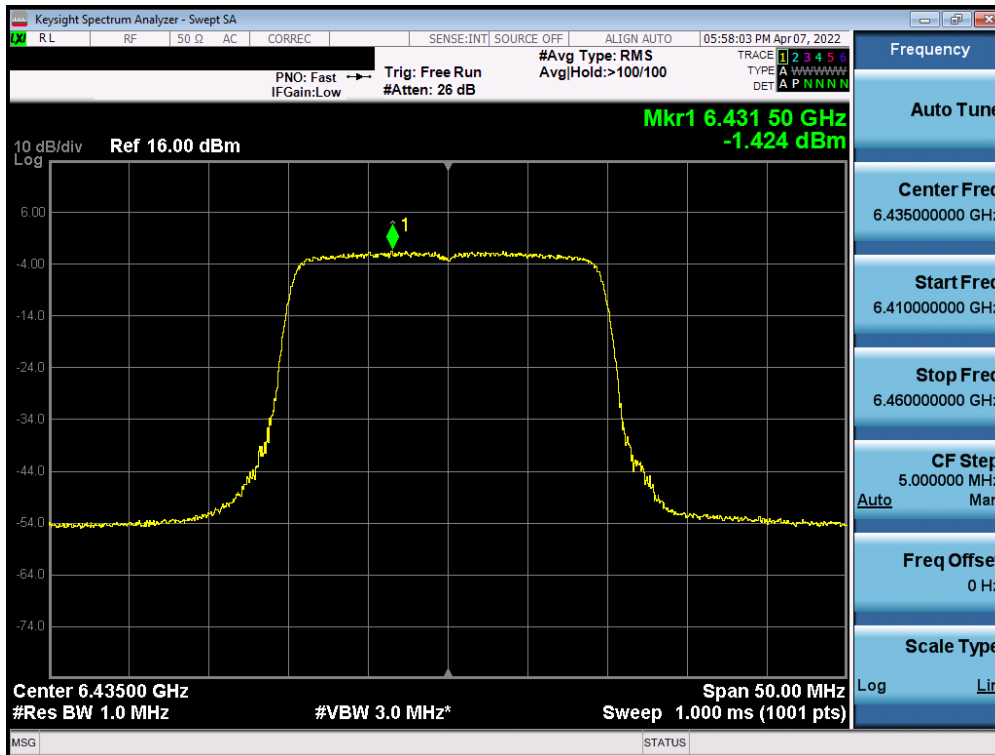 Keysight Spectrum Analyzer - Swept SA
LXI RL RF 50 Ω AC CORREC SENSE:INT SOURCE OFF ALIGN AUTO 05:58:03 PM Apr 07, 2022
PNO: Fast Trig: Free Run #Avg Type: RMS TRACE 1 2 3 4 5 6
IFGain:Low #Atten: 26 dB Avg|Hold:>100/100 TYPE A WWWWW
DET A P N N N N
Mkr1 6.431 50 GHz
-1.424 dBm
10 dB/div Ref 16.00 dBm
Log
6.00
1
-4.00
-14.0
-24.0
-34.0
-44.0
-54.0
-64.0
-74.0
Center 6.43500 GHz Span 50.00 MHz
#Res BW 1.0 MHz #VBW 3.0 MHz* Sweep 1.000 ms (1001 pts)
MSG STATUS
Frequency
Auto Tune
Center Freq
6.435000000 GHz
Start Freq
6.410000000 GHz
Stop Freq
6.460000000 GHz
CF Step
5.000000 MHz
Auto Man
Freq Offset
0 Hz
Scale Type
Log Lin